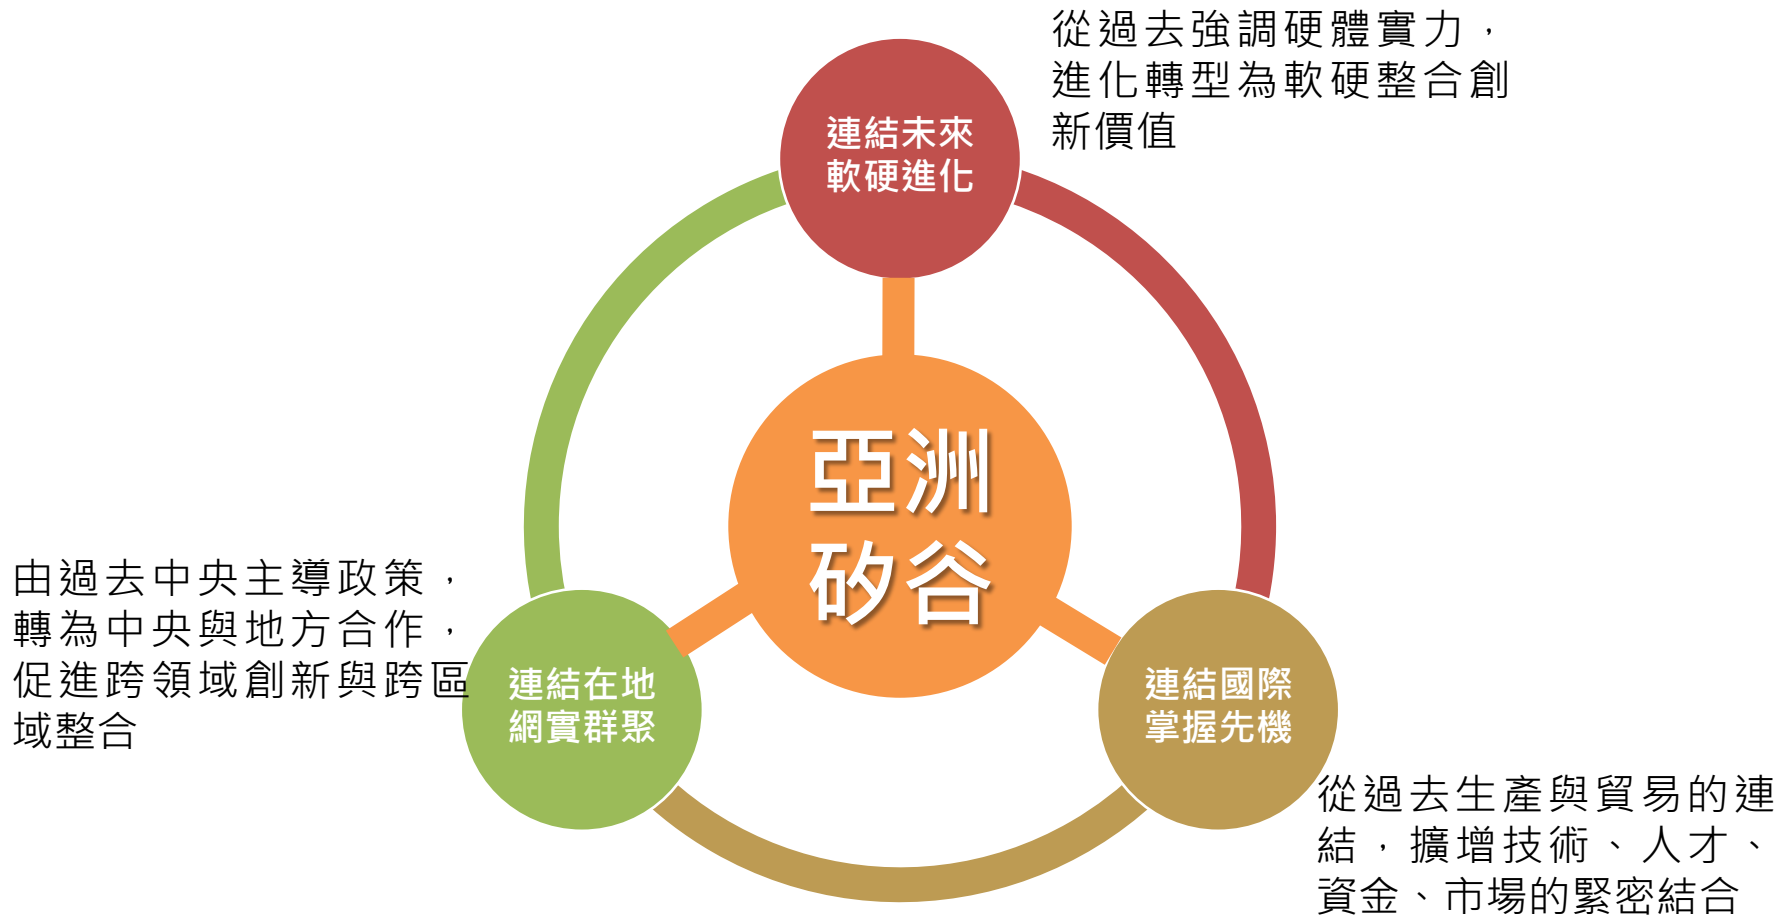 從過去強調硬體實力，
進化轉型為軟硬整合創
新價值
連結未來
軟硬進化
亞洲
矽谷
由過去中央主導政策，
轉為中央與地方合作，
促進跨領域創新與跨區
域整合
連結在地
網實群聚
連結國際
掌握先機
從過去生產與貿易的連
結，擴增技術、人才、
資金、市場的緊密結合